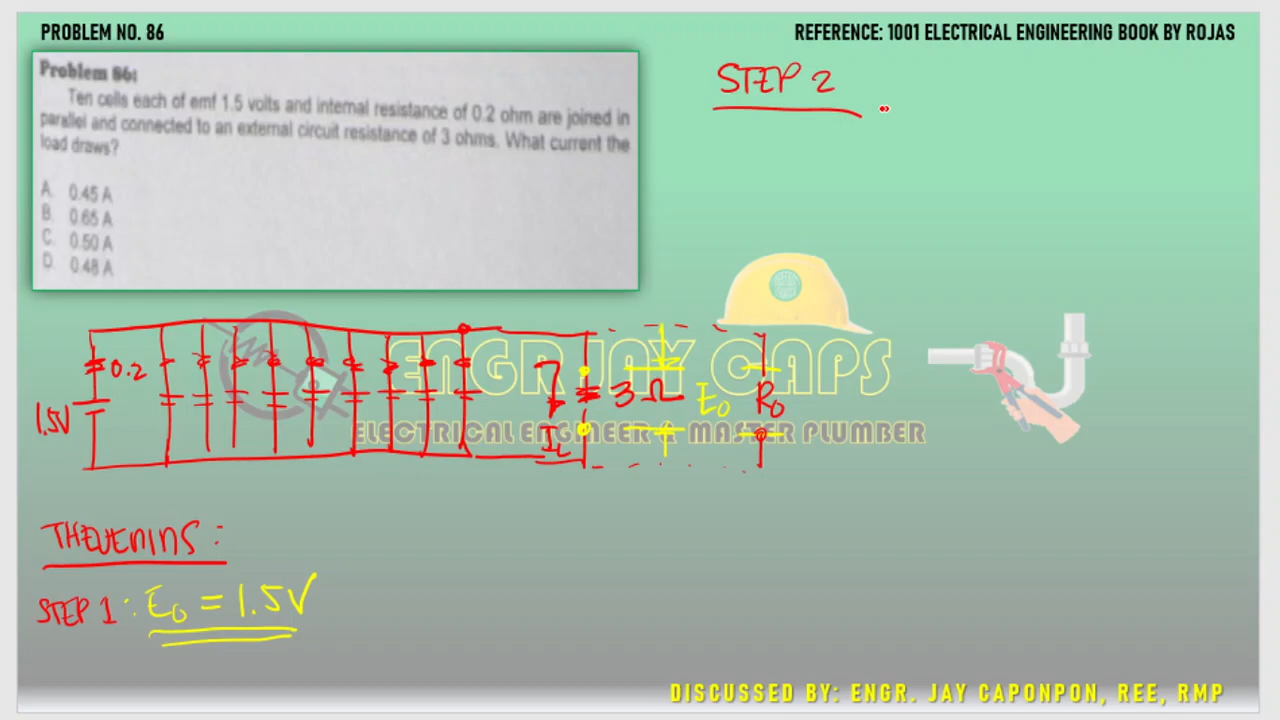 PROBLEM NO. 86
REFERENCE: 1001 ELECTRICAL ENGINEERING BOOK BY ROJAS
Problem 86:
Ten cells each of emf 1.5 volts and internal resistance of 0.2 ohm are joined in
parallel and connected to an external circuit resistance of 3 ohms. What current the
load draws?
A. 0.45 A
B. 0.65 A
C. 0.50 A
D. 0.48 A
STEP 2
0.2
1.5V
IL
3Ω
E0
R0
ENGR JAY CAPS
ELECTRICAL ENGINEER & MASTER PLUMBER
THEVENINS:
STEP 1: E0 = 1.5V
DISCUSSED BY: ENGR. JAY CAPONPON, REE, RMP